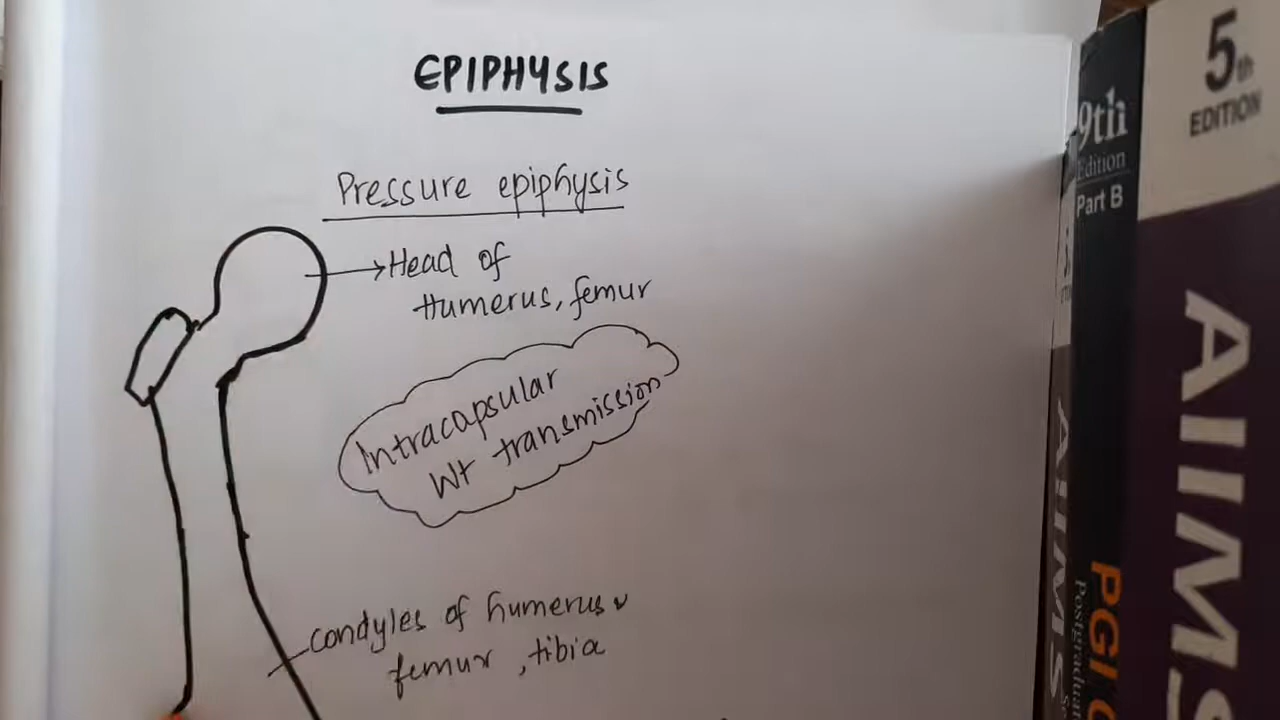 EPIPHYSIS
Pressure epiphysis
Head of
Humerus, femur
Intracapsular
Wt transmission
condyles of humerus
femur, tibia
5th
EDITION
AIIMS
9th
Edition
Part B
PGI
AIIMS